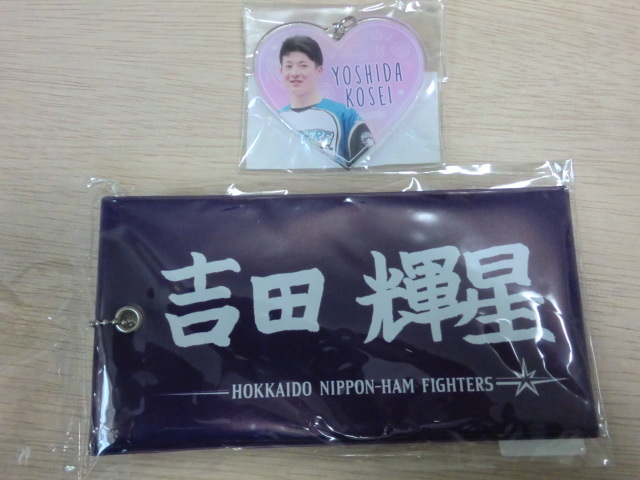 YOSHIDA
KOSEI
吉田 輝星
HOKKAIDO NIPPON-HAM FIGHTERS